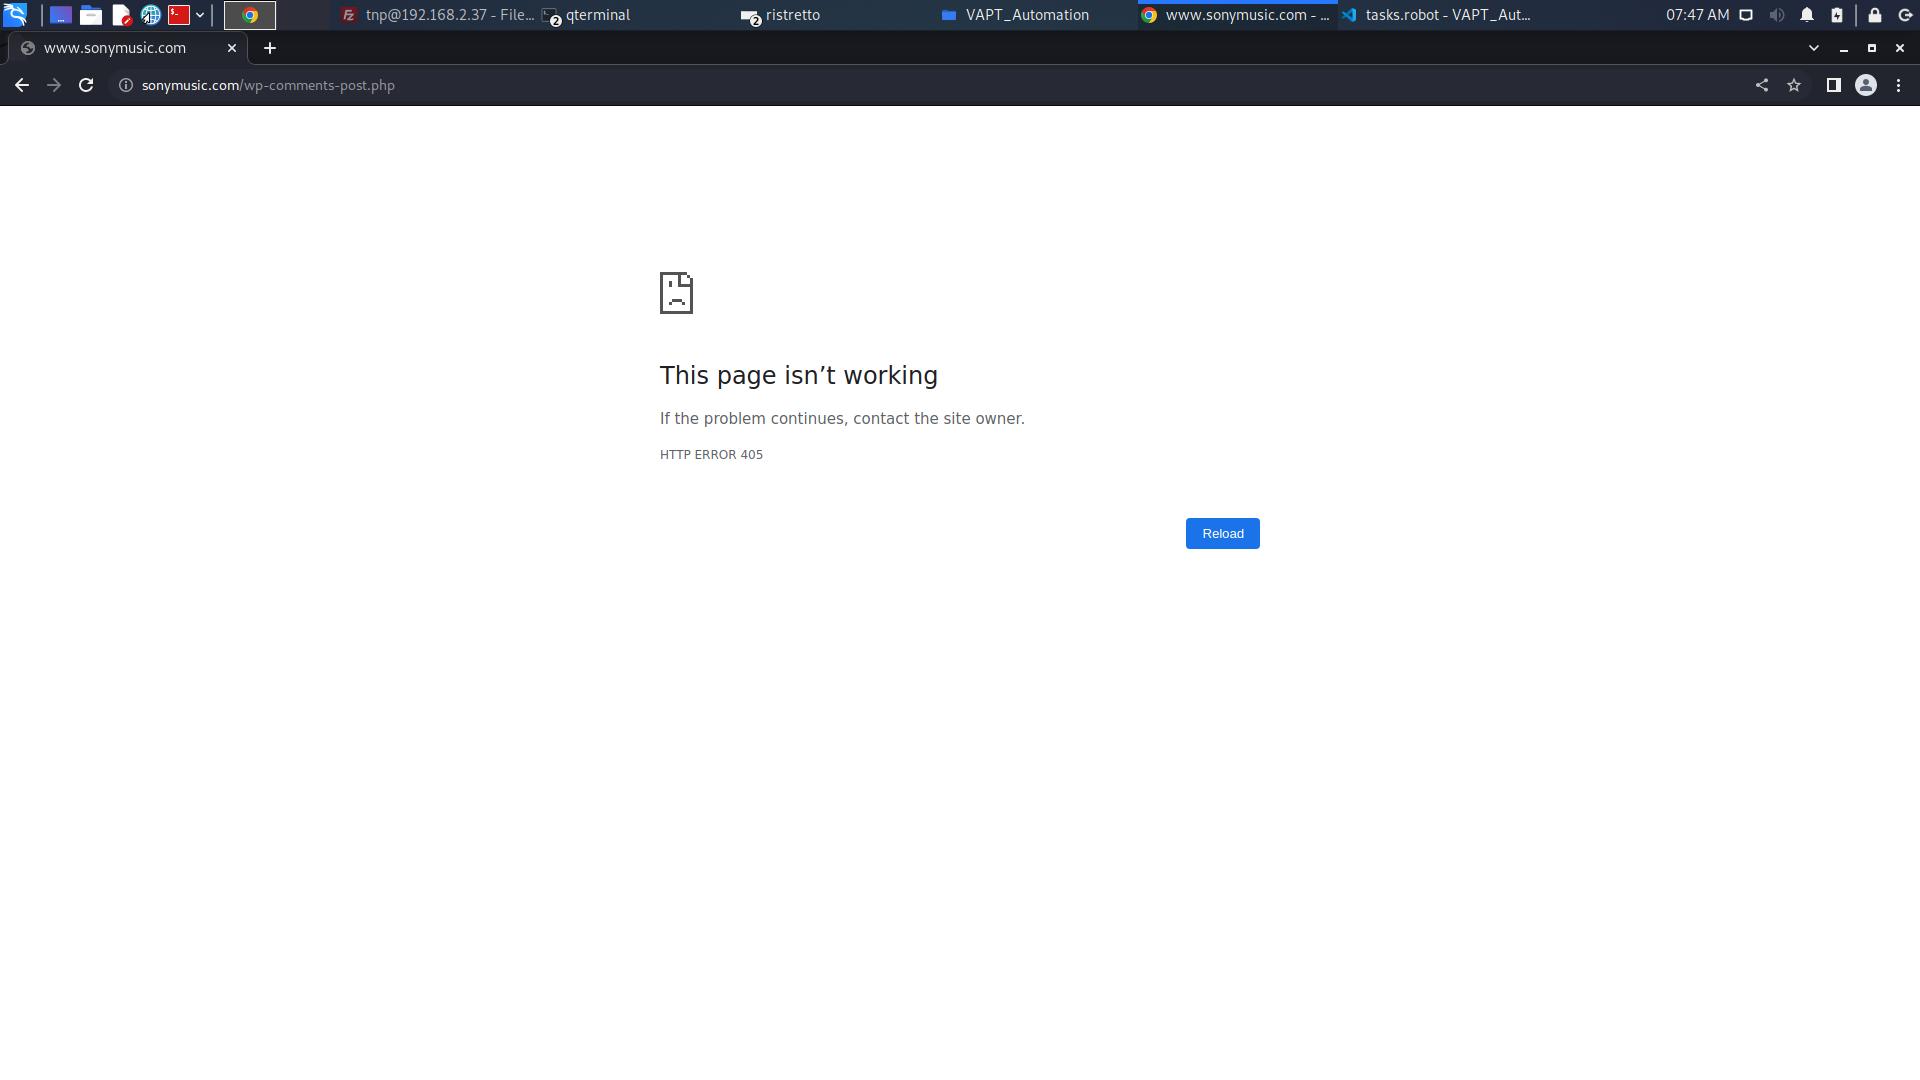 tnp@192.168.2.37 - File...
2 qterminal
2 ristretto
VAPT_Automation
www.sonymusic.com - ...
tasks.robot - VAPT_Aut...
07:47 AM
www.sonymusic.com
sonymusic.com/wp-comments-post.php
This page isn’t working
If the problem continues, contact the site owner.
HTTP ERROR 405
Reload